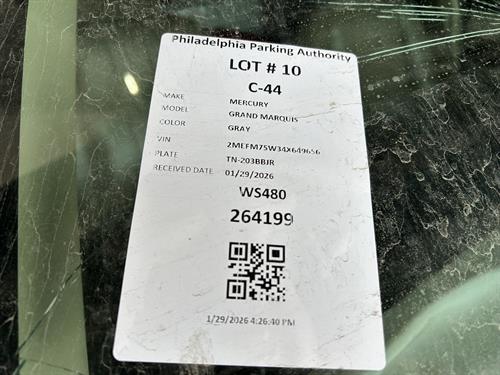 Philadelphia Parking Authority
LOT # 10
C-44
MAKE MERCURY
MODEL GRAND MARQUIS
COLOR GRAY
VIN 2MEFM75W34X649656
PLATE TN-203BBJR
RECEIVED DATE 01/29/2026
WS480
264199
1/29/2026 4:26:40 PM